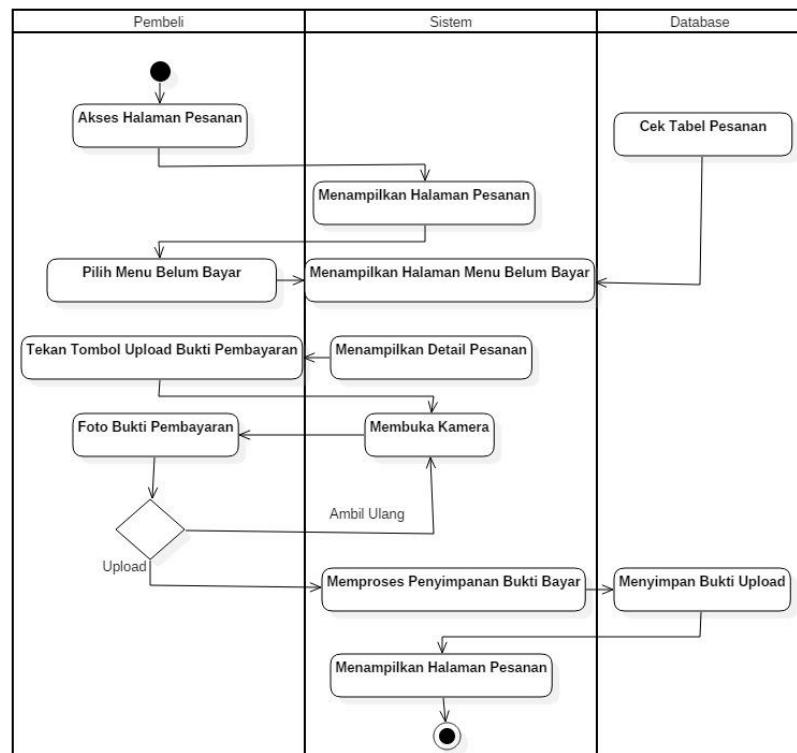 Pembeli
Sistem
Database
Akses Halaman Pesanan
Cek Tabel Pesanan
Menampilkan Halaman Pesanan
Pilih Menu Belum Bayar
Menampilkan Halaman Menu Belum Bayar
Tekan Tombol Upload Bukti Pembayaran
Menampilkan Detail Pesanan
Foto Bukti Pembayaran
Membuka Kamera
Ambil Ulang
Upload
Memproses Penyimpanan Bukti Bayar
Menyimpan Bukti Upload
Menampilkan Halaman Pesanan